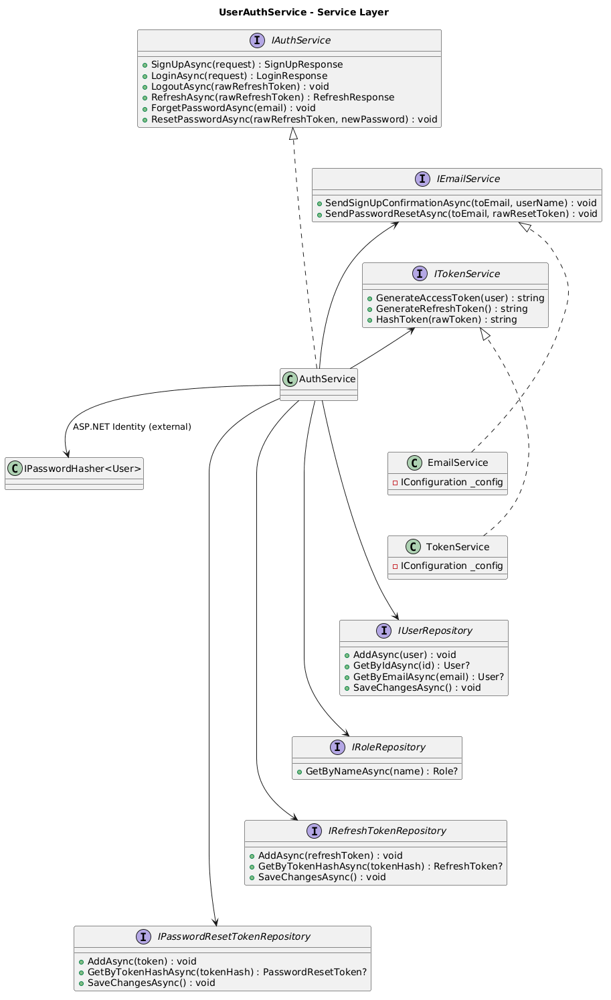 UserAuthService - Service Layer
I IAuthService
SignUpAsync(request) : SignUpResponse
LoginAsync(request) : LoginResponse
LogoutAsync(rawRefreshToken) : void
RefreshAsync(rawRefreshToken) : RefreshResponse
ForgetPasswordAsync(email) : void
ResetPasswordAsync(rawRefreshToken, newPassword) : void
I IEmailService
SendSignUpConfirmationAsync(toEmail, userName) : void
SendPasswordResetAsync(toEmail, rawResetToken) : void
I ITokenService
GenerateAccessToken(user) : string
GenerateRefreshToken() : string
HashToken(rawToken) : string
C AuthService
ASP.NET Identity (external)
C IPasswordHasher<User>
C EmailService
IConfiguration _config
C TokenService
IConfiguration _config
I IUserRepository
AddAsync(user) : void
GetByIdAsync(id) : User?
GetByEmailAsync(email) : User?
SaveChangesAsync() : void
I IRoleRepository
GetByNameAsync(name) : Role?
I IRefreshTokenRepository
AddAsync(refreshToken) : void
GetByTokenHashAsync(tokenHash) : RefreshToken?
SaveChangesAsync() : void
I IPasswordResetTokenRepository
AddAsync(token) : void
GetByTokenHashAsync(tokenHash) : PasswordResetToken?
SaveChangesAsync() : void